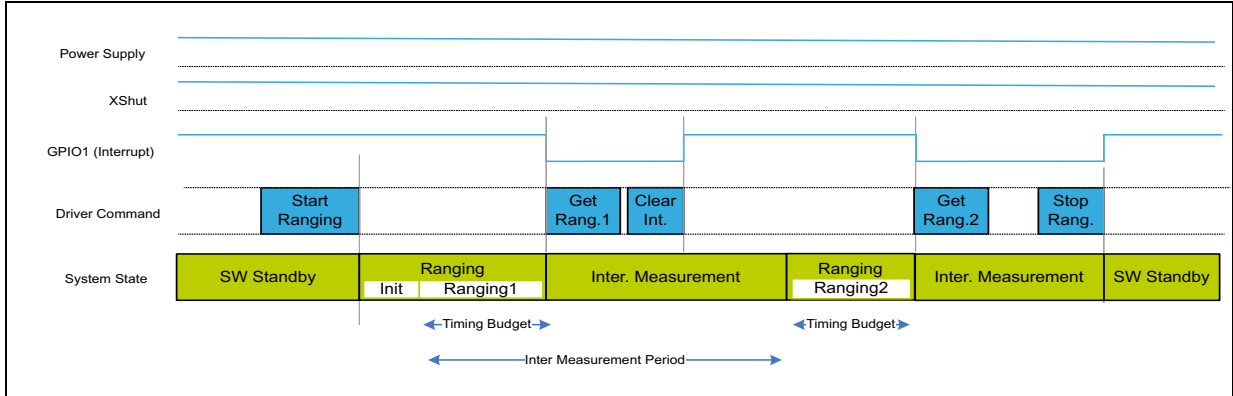 Power Supply
XShut
GPIO1 (Interrupt)
Driver Command
Start
Ranging
Get
Rang.1
Clear
Int.
Get
Rang.2
Stop
Rang.
System State
SW Standby
Ranging
Init
Ranging1
Inter. Measurement
Ranging
Ranging2
Inter. Measurement
SW Standby
Timing Budget
Timing Budget
Inter Measurement Period